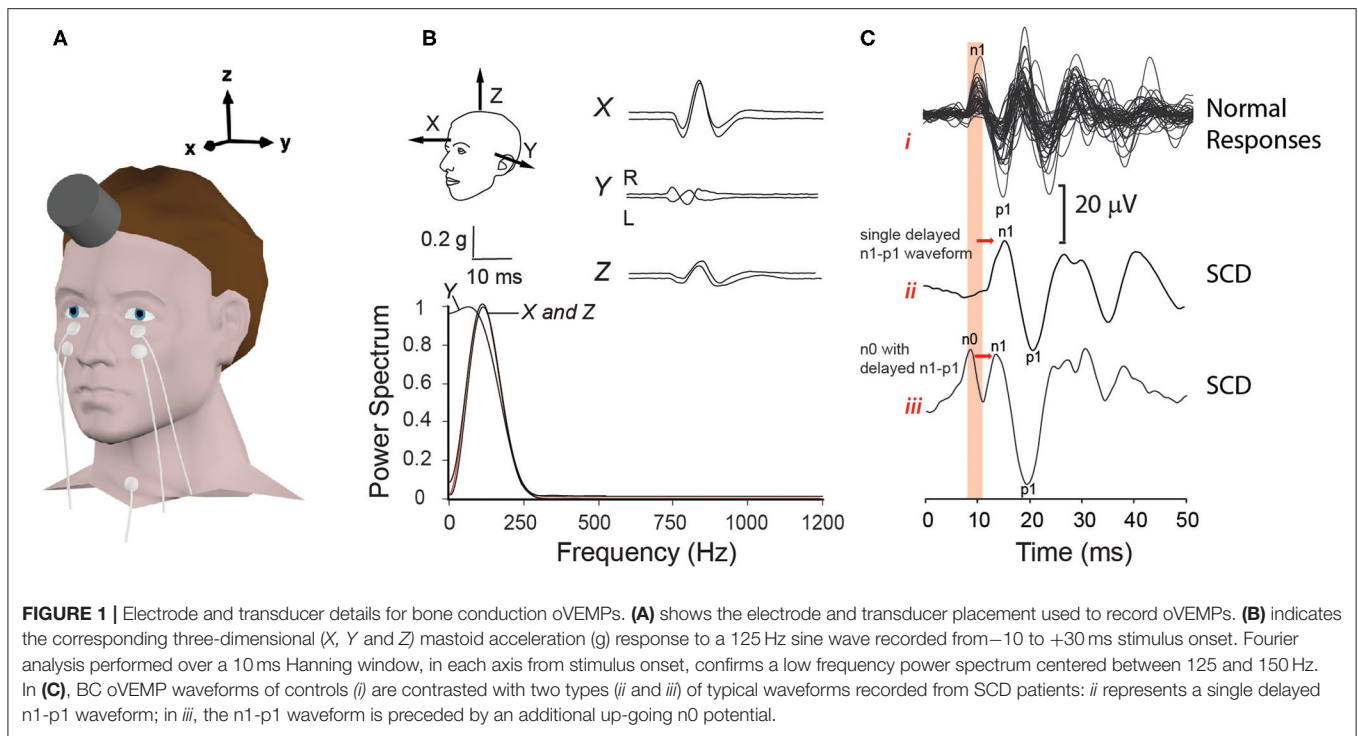 A
z
x
y
B
Z
X
Y
0.2 g
10 ms
X
Y
R
L
Z
Y
X and Z
1
0.8
0.6
0.4
0.2
0
Power Spectrum
0
250
500
750
1000
1200
Frequency (Hz)
C
n1
Normal
Responses
i
p1
20 μV
single delayed
n1-p1 waveform
n1
SCD
ii
p1
n0 with
delayed n1-p1
n0
n1
SCD
iii
p1
0
10
20
30
40
50
Time (ms)
FIGURE 1 | Electrode and transducer details for bone conduction oVEMPs. (A) shows the electrode and transducer placement used to record oVEMPs. (B) indicates
the corresponding three-dimensional (X, Y and Z) mastoid acceleration (g) response to a 125 Hz sine wave recorded from−10 to +30 ms stimulus onset. Fourier
analysis performed over a 10 ms Hanning window, in each axis from stimulus onset, confirms a low frequency power spectrum centered between 125 and 150 Hz.
In (C), BC oVEMP waveforms of controls (i) are contrasted with two types (ii and iii) of typical waveforms recorded from SCD patients: ii represents a single delayed
n1-p1 waveform; in iii, the n1-p1 waveform is preceded by an additional up-going n0 potential.